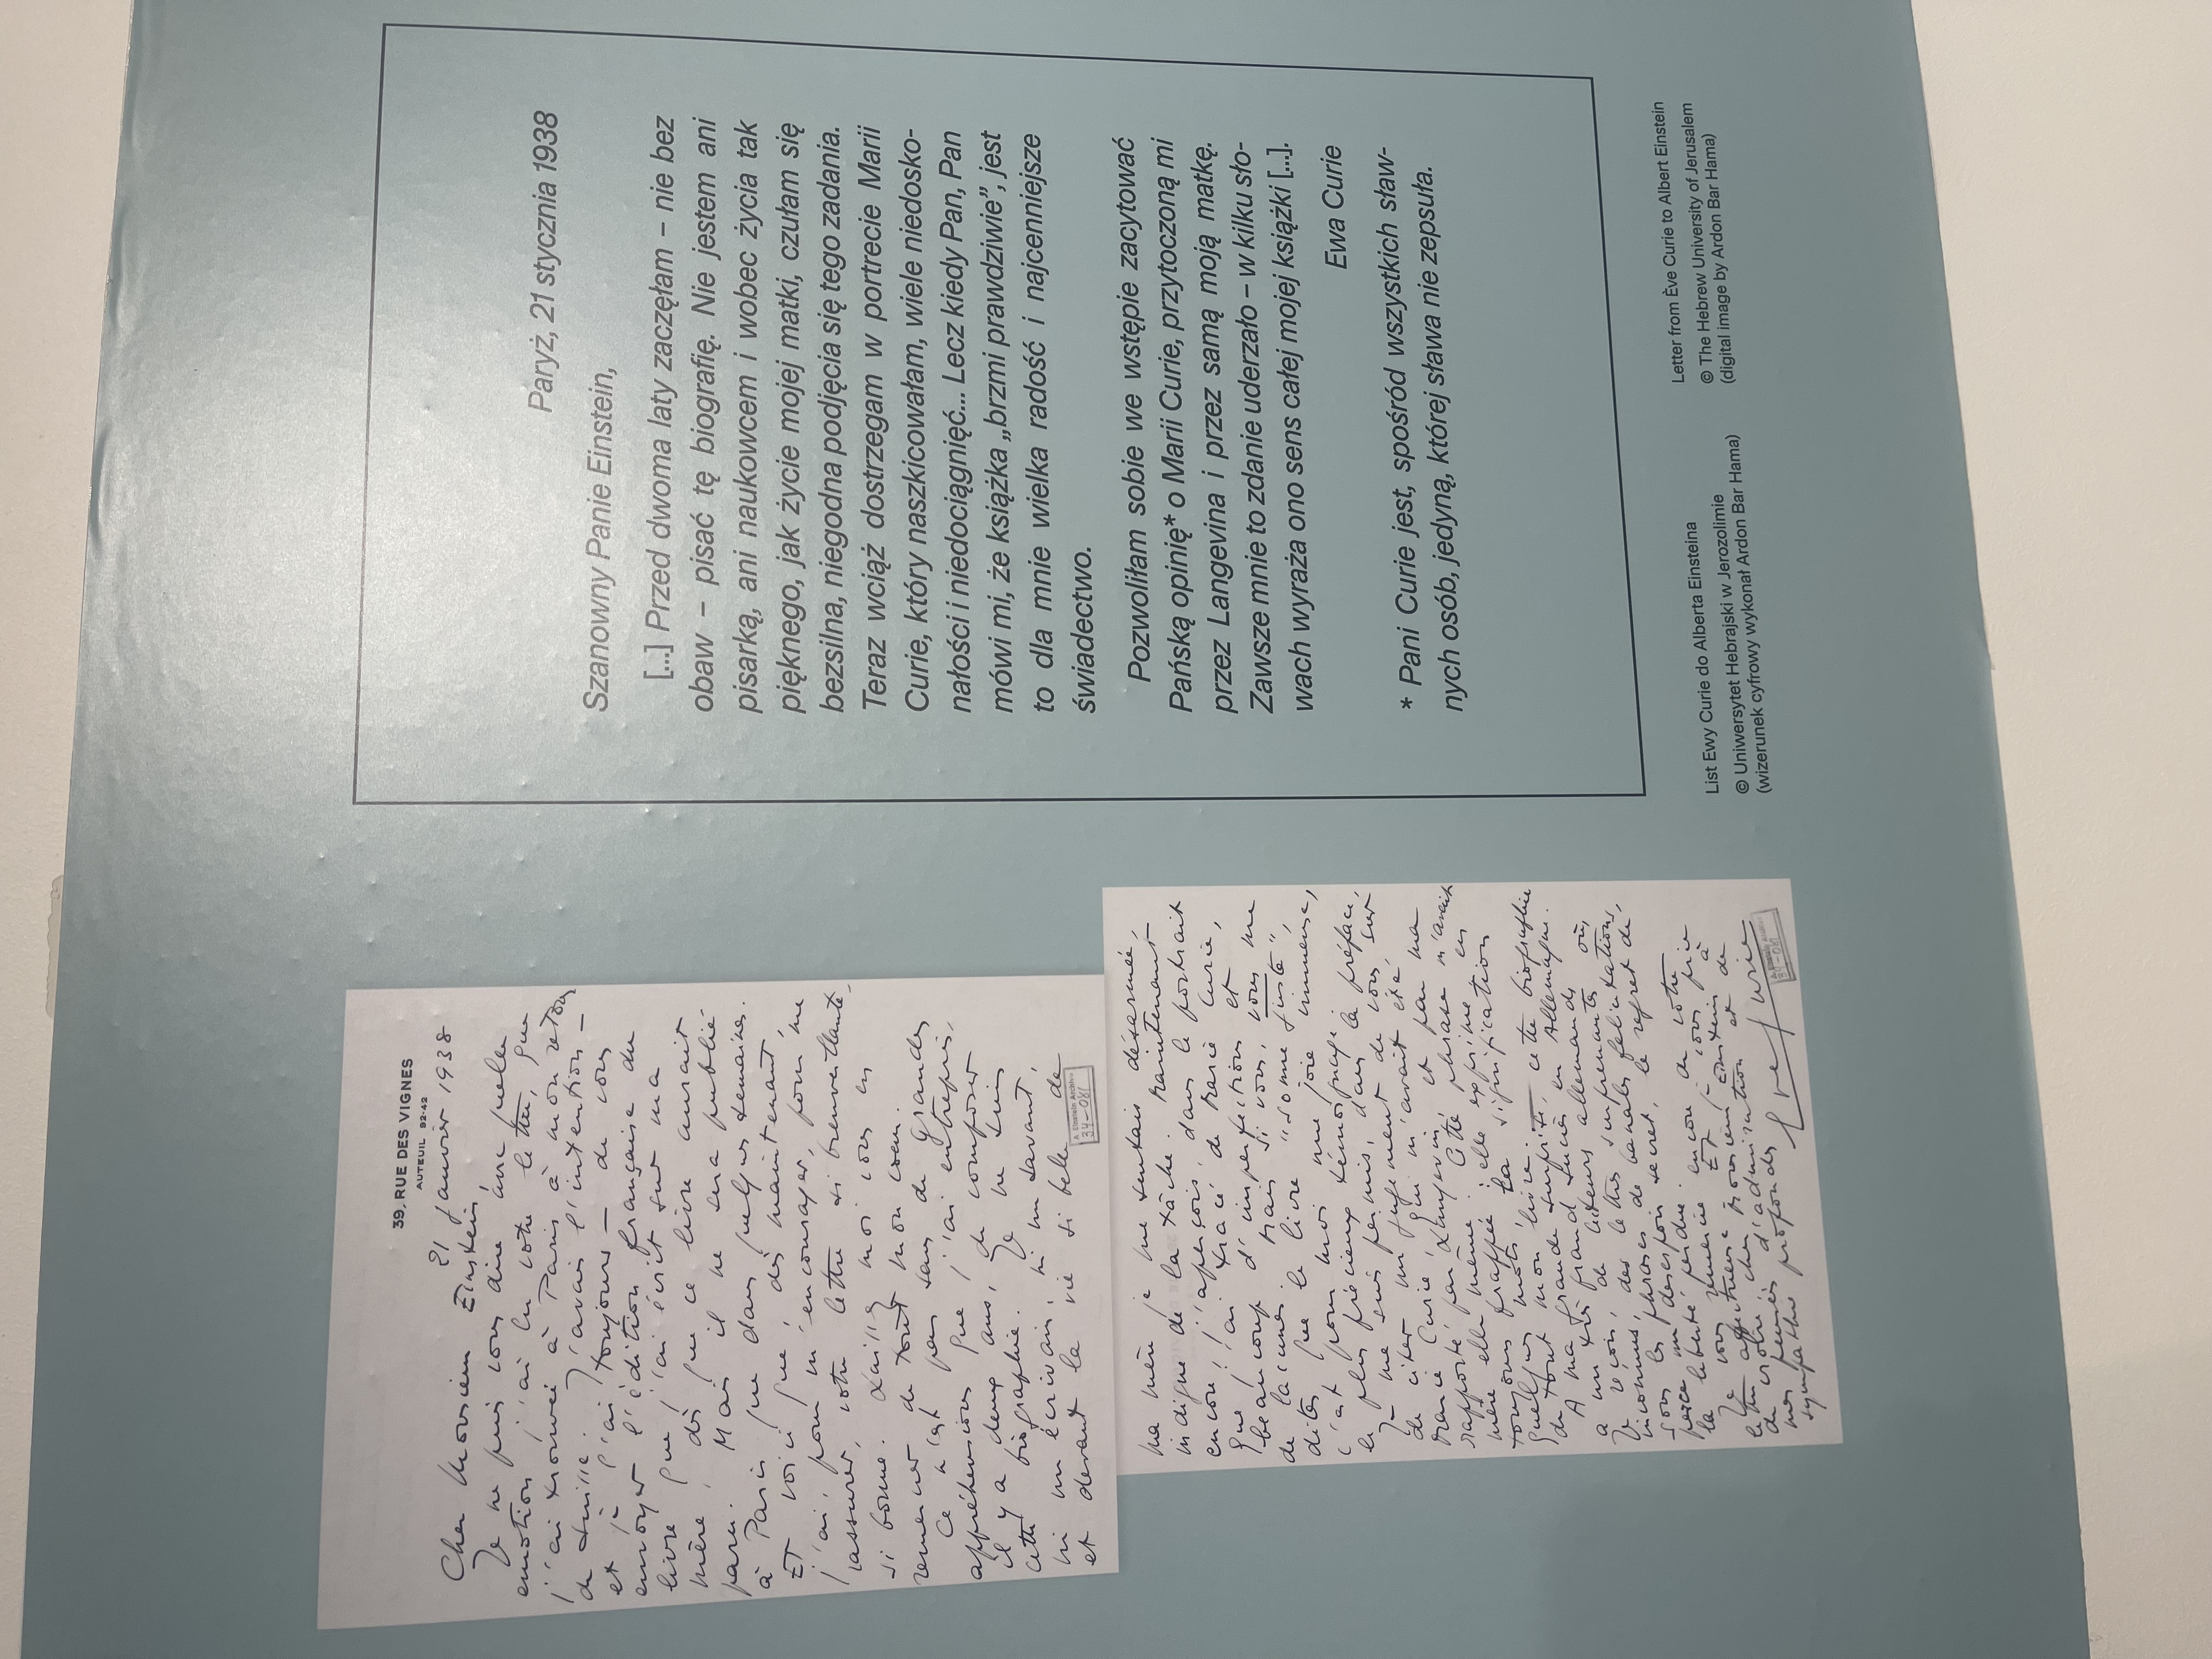 39, RUE DES VIGNES
AUTEUIL 92-42
21 janvier 1938
Cher Monsieur Einstein,
Je ne puis vous dire avec quelle
emotion j'ai lu votre lettre, que
j'ai trouvée à Paris à mon retour
de Suisse. J'avais l'intention —
et je l'ai toujours — de vous
envoyer l'édition française du
livre que j'ai écrit sur ma
mère, dès que ce livre aurait
paru. Mais il ne sera publié
à Paris que dans quelques semaines.
Et voici que, dès maintenant,
j'ai, pour m'encourager, pour me
rassurer, votre lettre si bienveillante,
si bonne. Laissez moi vous en
remercier de tout mon cœur.
Ce n'est pas sans de grandes
appréhensions que j'ai entrepris,
il y a deux ans, de composer
cette biographie. Je ne suis
ni un écrivain, ni un savant,
et devant la vie si belle de
A Einstein Archive
34-081
ma mère je me sentais désarmée,
indigne de la tâche. Maintenant
encore, j'aperçois, dans le portrait
que j'ai tracé de Marie Curie,
beaucoup d'imperfections et
de lacunes. Mais si vous, vous me
dites que le livre "sonne juste",
c'est pour moi une joie immense,
le plus précieux témoignage.
Je me suis permis, dans la préface,
de citer un jugement de vous sur
Marie Curie, qui m'avait été
rapporté par Langevin, et par ma
mère elle même. Cette phrase m'avait
toujours frappée : elle exprime, en
quelques mots, la signification
de tout mon livre.
A ma grande surprise, cette biographie
a un très grand succès en Allemagne.
Je reçois, de lecteurs allemands
inconnus, des lettres surprenantes où,
sous les phrases de banales félicitations,
perce un desespoir secret, le regret de
la liberté perdue.
Je vous remercie encore de votre
lettre affectueuse. Et je vous prie
de croire, cher Monsieur Einstein à
mes pensées d'admiration et de
sympathie profondes
Eve Curie
A. Einstein Archive
34-081
Paryż, 21 stycznia 1938
Szanowny Panie Einstein,
[...] Przed dwoma laty zaczęłam – nie bez
obaw – pisać tę biografię. Nie jestem ani
pisarką, ani naukowcem i wobec życia tak
pięknego, jak życie mojej matki, czułam się
bezsilna, niegodna podjęcia się tego zadania.
Teraz wciąż dostrzegam w portrecie Marii
Curie, który naszkicowałam, wiele niedosko-
nałości i niedociągnięć... Lecz kiedy Pan, Pan
mówi mi, że książka „brzmi prawdziwie”, jest
to dla mnie wielka radość i najcenniejsze
świadectwo.
Pozwoliłam sobie we wstępie zacytować
Pańską opinię* o Marii Curie, przytoczoną mi
przez Langevina i przez samą moją matkę.
Zawsze mnie to zdanie uderzało – w kilku sło-
wach wyraża ono sens całej mojej książki [...].
Ewa Curie
* Pani Curie jest, spośród wszystkich sław-
nych osób, jedyną, której sława nie zepsuła.
List Ewy Curie do Alberta Einsteina
© Uniwersytet Hebrajski w Jerozolimie
(wizerunek cyfrowy wykonał Ardon Bar Hama)
Letter from Ève Curie to Albert Einstein
© The Hebrew University of Jerusalem
(digital image by Ardon Bar Hama)